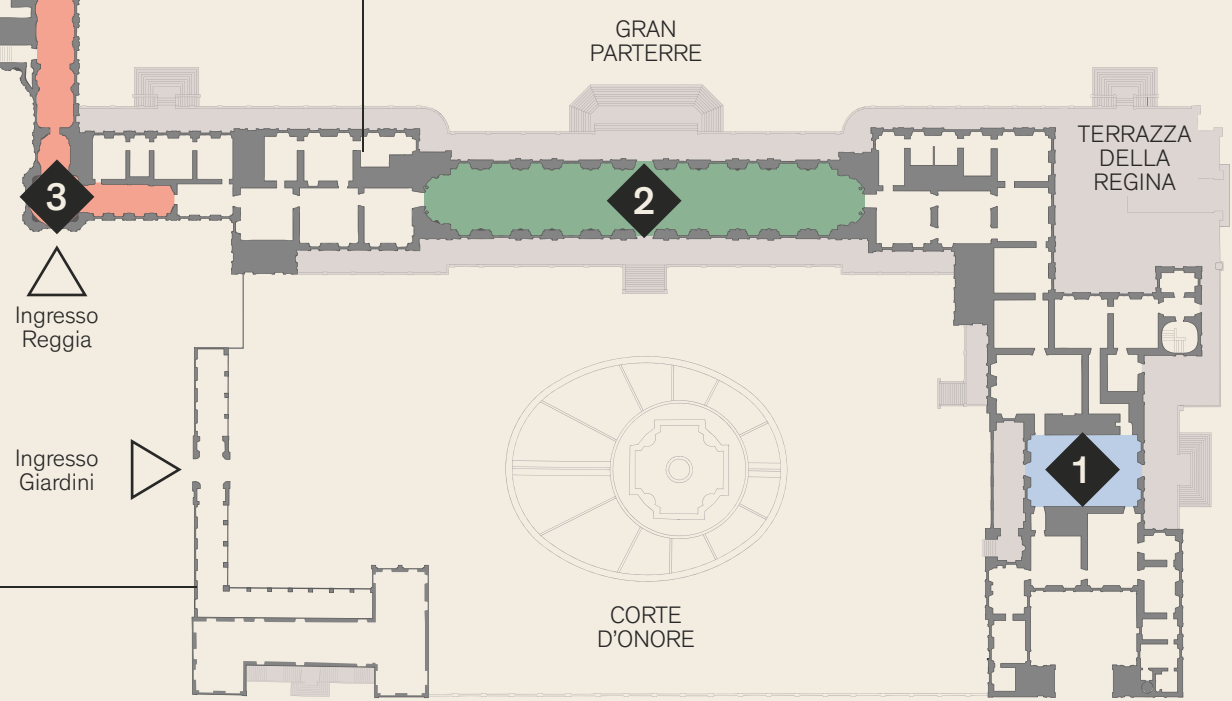 GRAN
PARTERRE
TERRAZZA
DELLA
REGINA
3
2
Ingresso
Reggia
Ingresso
Giardini
1
CORTE
D'ONORE